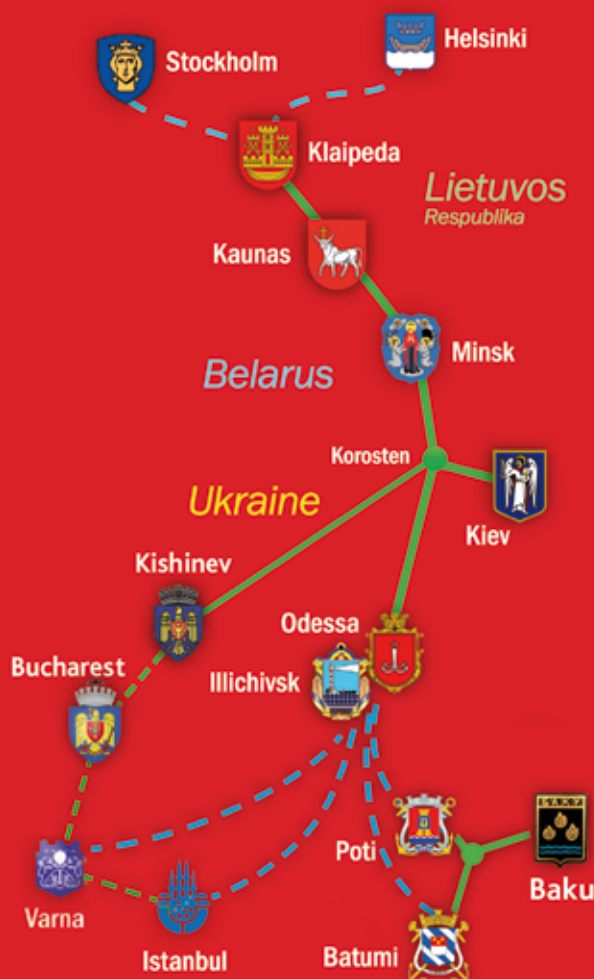 Stockholm
Helsinki
Klaipeda
Lietuvos
Respublika
Kaunas
Minsk
Belarus
Korosten
Ukraine
Kiev
Kishinev
Odessa
Bucharest
Illichivsk
Poti
БАКУ
Baku
Varna
Istanbul
Batumi